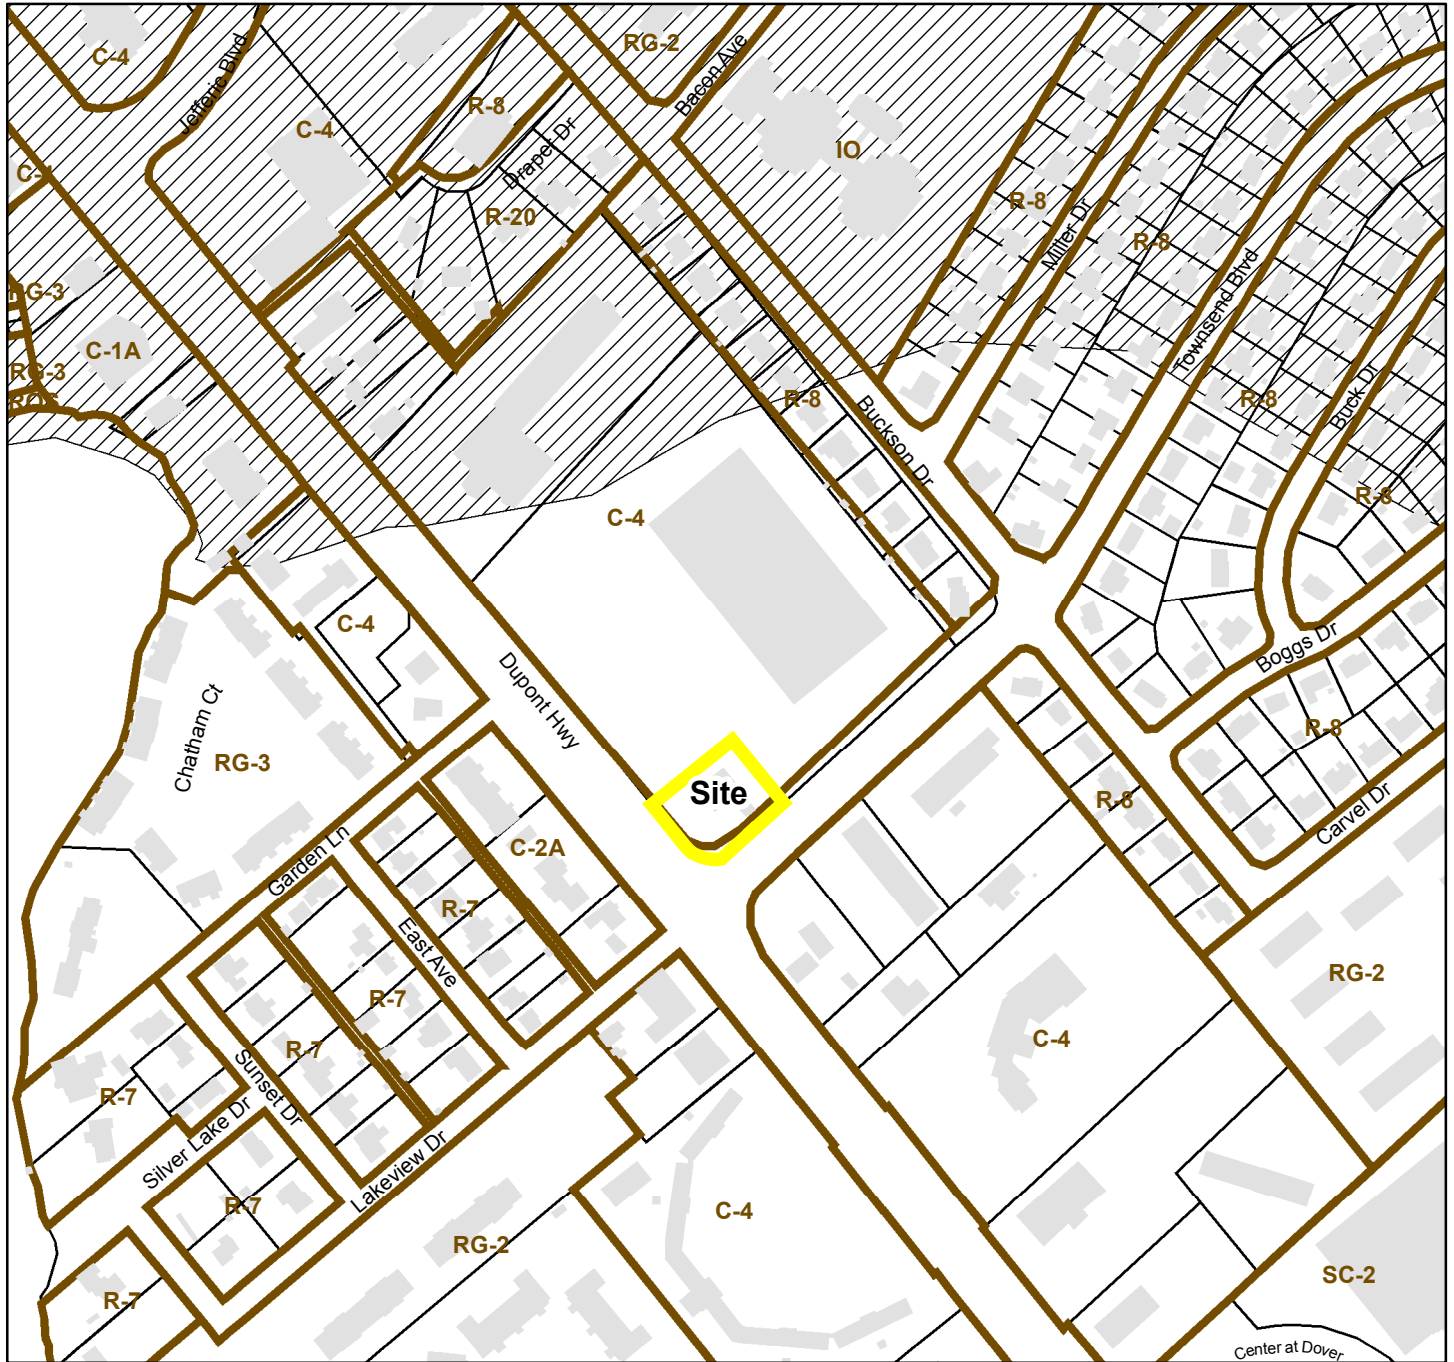 C-4
Jefferic Blvd
RG-2
Bacon Ave
R-8
C-4
Draper Dr
IO
C-4
R-20
R-8
Miller Dr
R-8
RG-3
Townsend Blvd
C-1A
RG-3
R-8
R-8
Buck Dr
Buckson Dr
R-8
C-4
C-4
Boggs Dr
Dupont Hwy
Chatham Ct
RG-3
R-8
Site
R-8
Carvel Dr
Garden Ln
C-2A
R-7
East Ave
RG-2
R-7
C-4
R-7
Sunset Dr
R-7
Silver Lake Dr
Lakeview Dr
R-7
C-4
RG-2
SC-2
R-7
Center at Dover